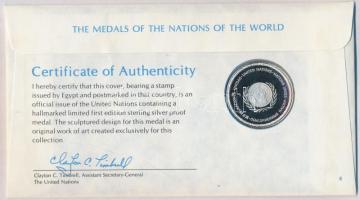 THE MEDALS OF THE NATIONS OF THE WORLD
Certificate of Authenticity
I hereby certify that this cover, bearing a stamp
issued by Egypt and postmarked in that country, is
an official issue of the United Nations containing a
hallmarked limited first edition sterling silver proof
medal. The sculptured design for this medal is an
original work of art created exclusively for this
collection.
Clayton C. Timbrell
Clayton C. Timbrell, Assistant Secretary-General
The United Nations